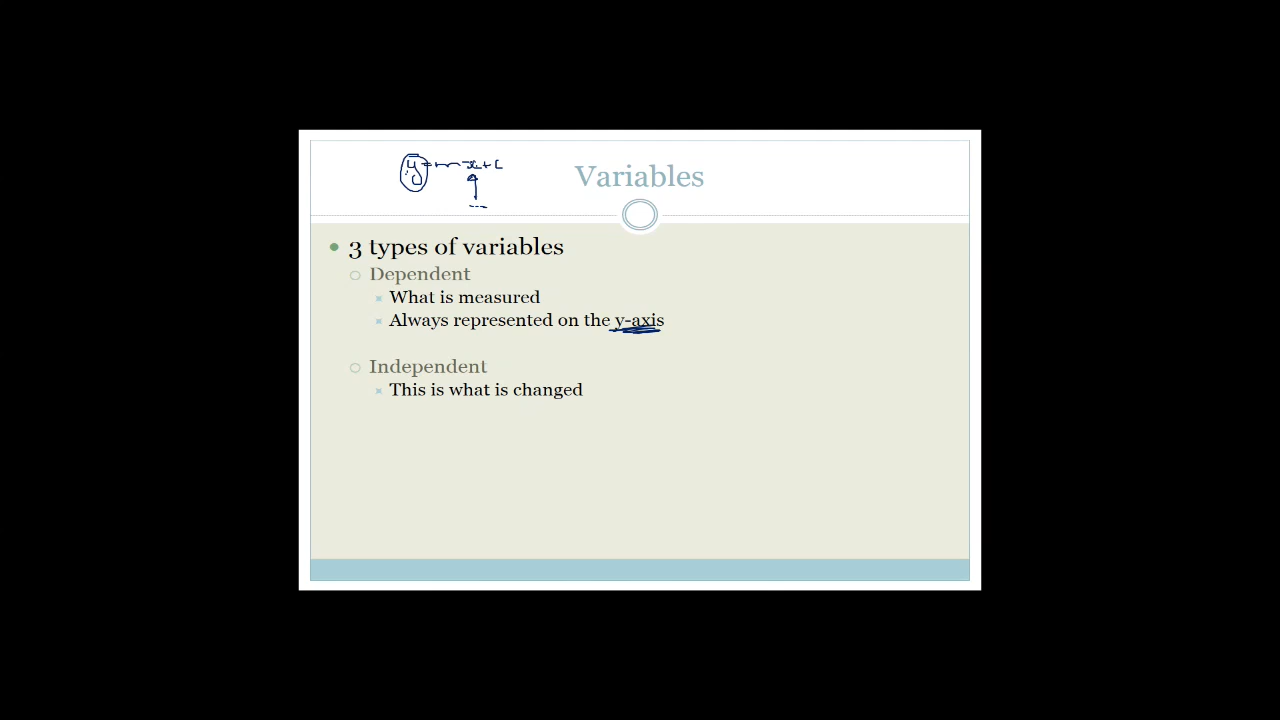 y = mx + c
Variables
3 types of variables
Dependent
What is measured
Always represented on the y-axis
Independent
This is what is changed